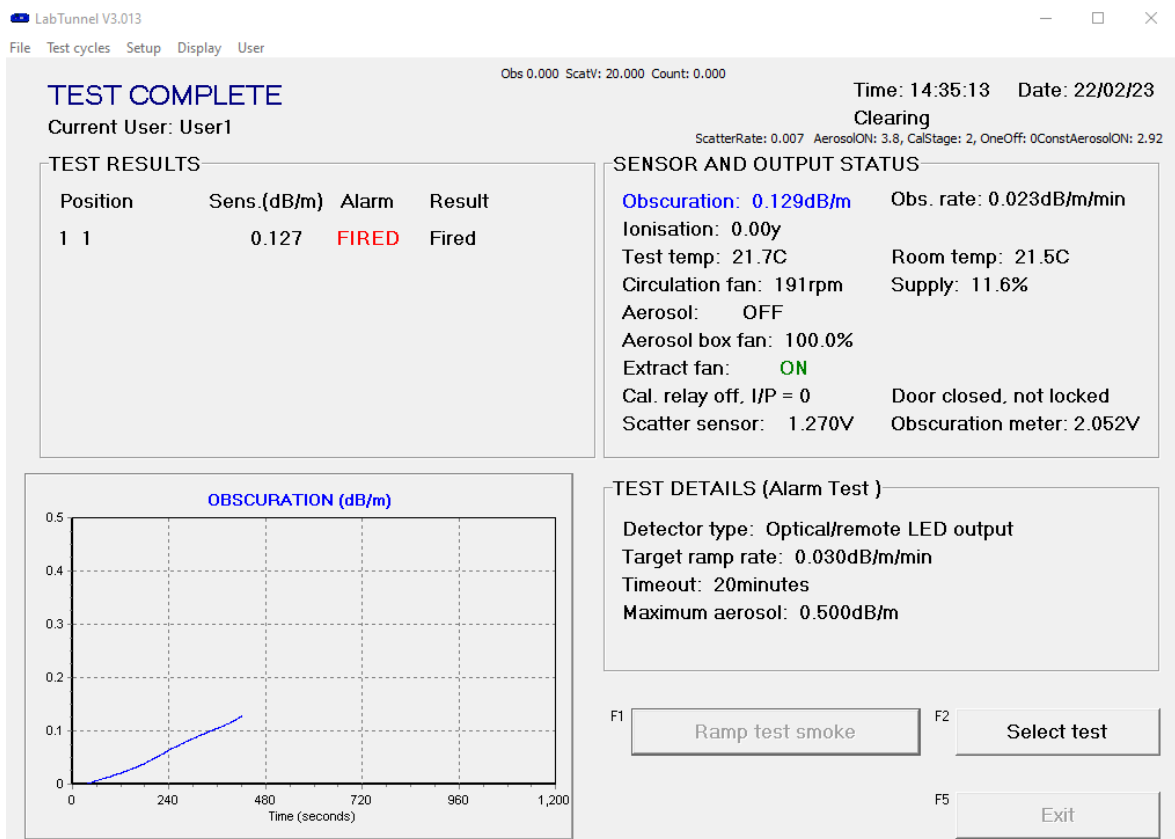 LabTunnel V3.013
File Test cycles Setup Display User
Obs 0.000 ScatV: 20.000 Count: 0.000
TEST COMPLETE
Time: 14:35:13 Date: 22/02/23
Current User: User1
Clearing
ScatterRate: 0.007 AerosolON: 3.8, CalStage: 2, OneOff: 0ConstAerosolON: 2.92
TEST RESULTS
Position Sens.(dB/m) Alarm Result
1 1 0.127 FIRED Fired
SENSOR AND OUTPUT STATUS
Obscuration: 0.129dB/m Obs. rate: 0.023dB/m/min
Ionisation: 0.00y
Test temp: 21.7C Room temp: 21.5C
Circulation fan: 191rpm Supply: 11.6%
Aerosol: OFF
Aerosol box fan: 100.0%
Extract fan: ON
Cal. relay off, I/P = 0 Door closed, not locked
Scatter sensor: 1.270V Obscuration meter: 2.052V
OBSCURATION (dB/m)
0.5
0.4
0.3
0.2
0.1
0
0 240 480 720 960 1,200
Time (seconds)
TEST DETAILS (Alarm Test )
Detector type: Optical/remote LED output
Target ramp rate: 0.030dB/m/min
Timeout: 20minutes
Maximum aerosol: 0.500dB/m
F1 Ramp test smoke F2 Select test
F5 Exit